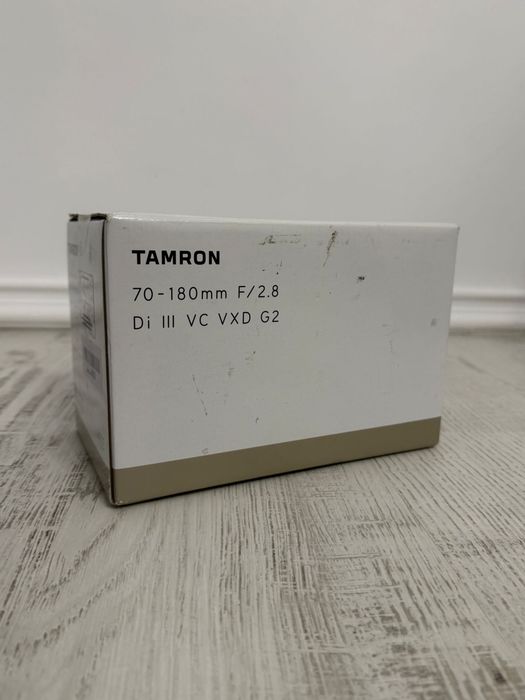 TAMRON
70-180mm F/2.8
Di III VC VXD G2